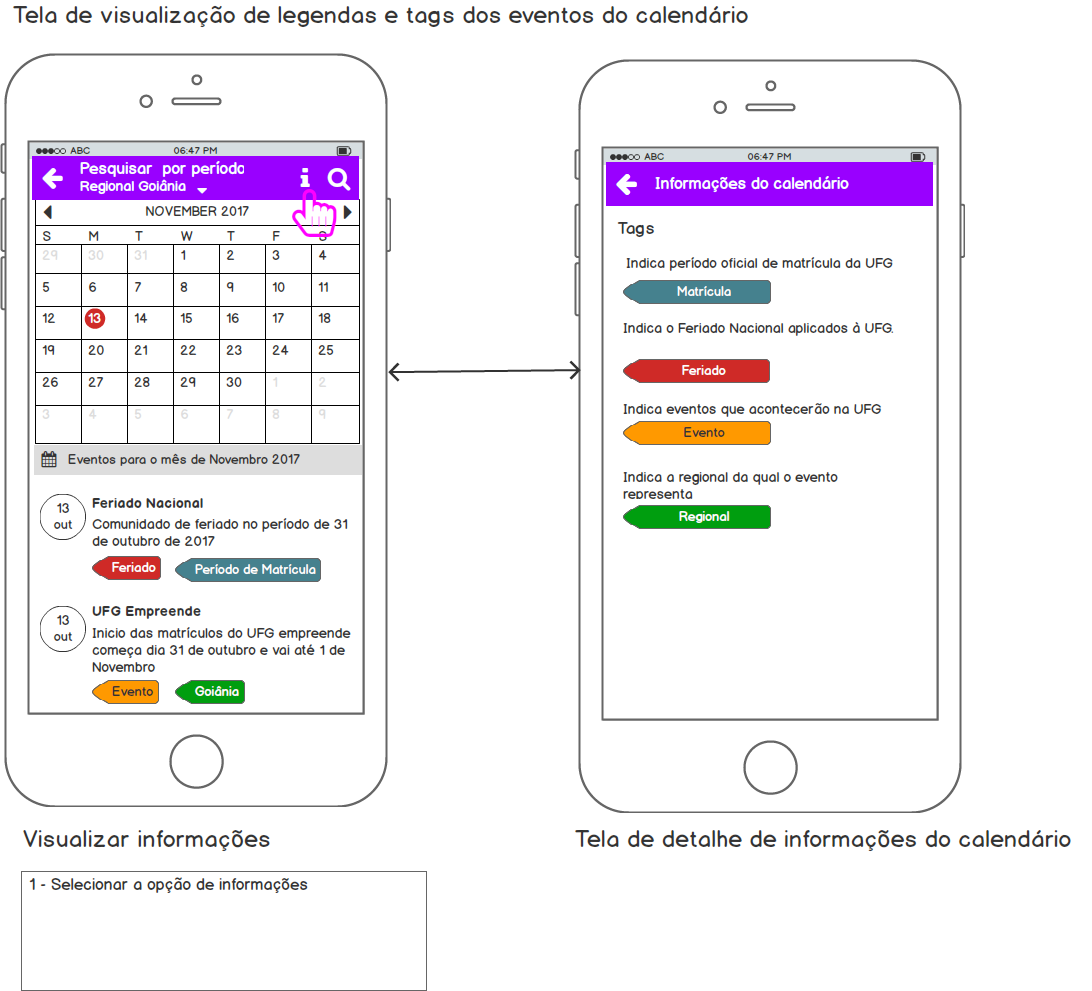 Tela de visualização de legendas e tags dos eventos do calendário
ABC 06:47 PM
Pesquisar por período
Regional Goiânia
NOVEMBER 2017
S M T W T F S
29 30 31 1 2 3 4
5 6 7 8 9 10 11
12 13 14 15 16 17 18
19 20 21 22 23 24 25
26 27 28 29 30 1 2
3 4 5 6 7 8 9
Eventos para o mês de Novembro 2017
13
out
Feriado Nacional
Comunidado de feriado no período de 31
de outubro de 2017
Feriado Período de Matrícula
13
out
UFG Empreende
Inicio das matrículos do UFG empreende
começa dia 31 de outubro e vai até 1 de
Novembro
Evento Goiânia
Visualizar informações
1 - Selecionar a opção de informações
ABC 06:47 PM
Informações do calendário
Tags
Indica período oficial de matrícula da UFG
Matrícula
Indica o Feriado Nacional aplicados à UFG.
Feriado
Indica eventos que acontecerão na UFG
Evento
Indica a regional da qual o evento
representa
Regional
Tela de detalhe de informações do calendário